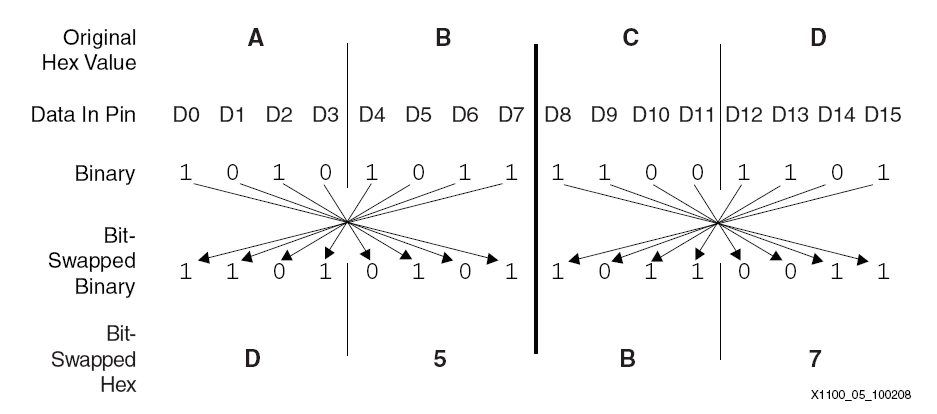 Original
Hex Value A B C D
Data In Pin D0 D1 D2 D3 D4 D5 D6 D7 D8 D9 D10 D11 D12 D13 D14 D15
Binary 1 0 1 0 1 0 1 1 1 1 0 0 1 1 0 1
Bit-
Swapped
Binary 1 1 0 1 0 1 0 1 1 0 1 1 0 0 1 1
Bit-
Swapped D 5 B 7
Hex
X1100_05_100208